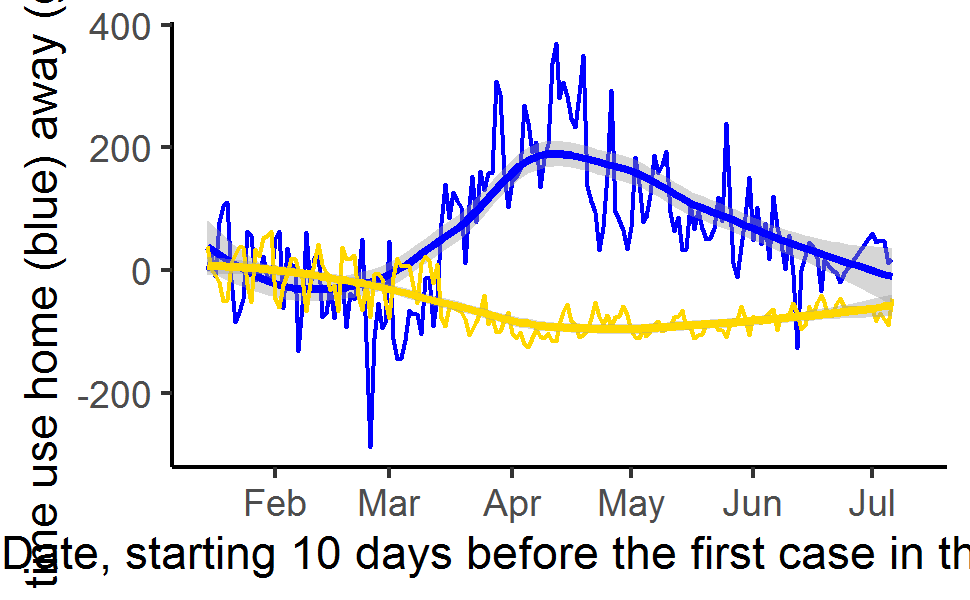 time use home (blue) away (
400
200
0
-200
Feb Mar Apr May Jun Jul
Date, starting 10 days before the first case in th